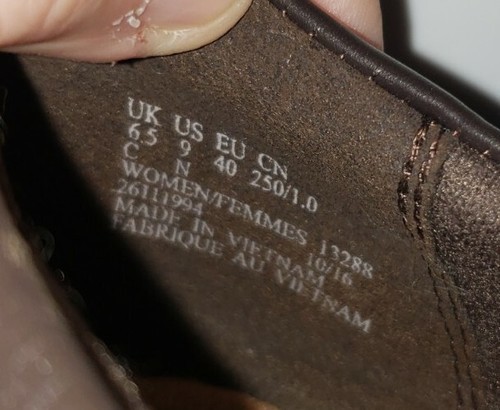 UK US EU CN
6.5 9 40 250/1.0
C N
WOMEN/FEMMES 13288
26111994 10/16
MADE IN VIETNAM
FABRIQUE AU VIETNAM